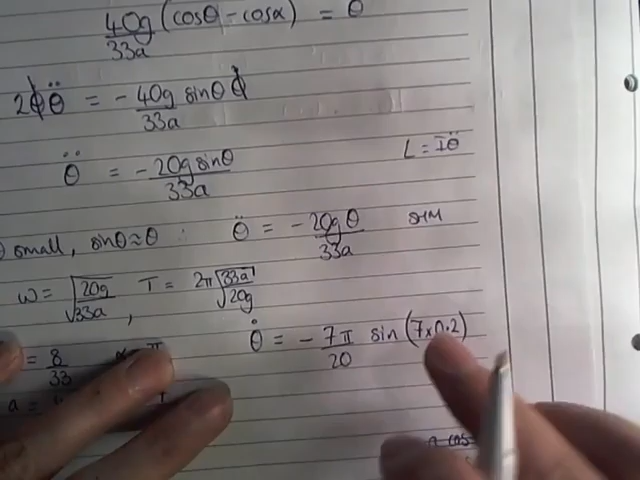 40g/33a (cosθ - cosα) = θ
2θ̇θ̈ = - 40g/33a sinθ θ̇
θ̈ = - 20g sinθ/33a
L = Iθ̈
small, sinθ ≈ θ : θ̈ = - 20gθ/33a SHM
ω = √20g/√33a , T = 2π√33a/√20g
θ̇ = - 7π/20 sin (7×0.2)
= 8/33
a =